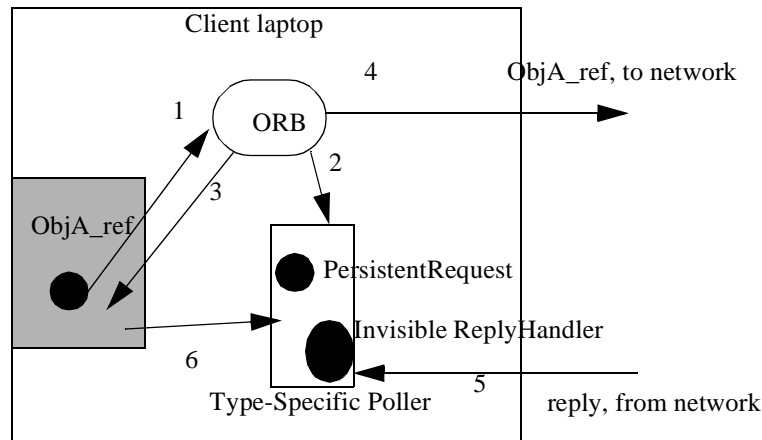 Client laptop
4
ObjA_ref, to network
1
ORB
2
3
ObjA_ref
PersistentRequest
Invisible ReplyHandler
6
5
Type-Specific Poller
reply, from network